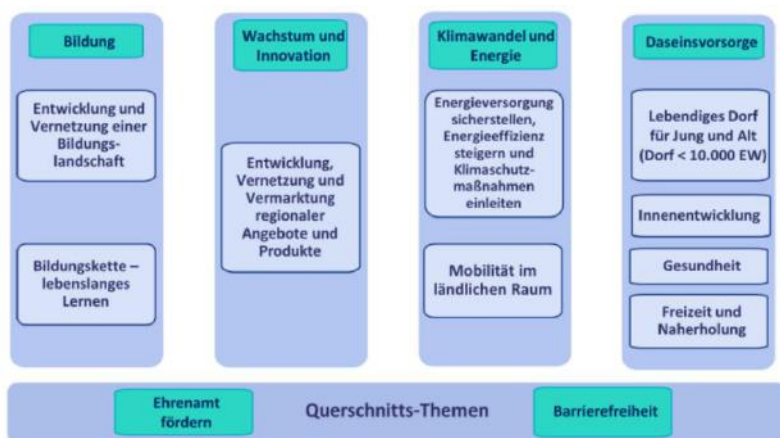 Bildung
Entwicklung und
Vernetzung einer
Bildungs-
landschaft
Bildungskette –
lebenslanges
Lernen
Wachstum und
Innovation
Entwicklung,
Vernetzung und
Vermarktung
regionaler
Angebote und
Produkte
Klimawandel und
Energie
Energieversorgung
sicherstellen,
Energieeffizienz
steigern und
Klimaschutz-
maßnahmen
einleiten
Mobilität im
ländlichen Raum
Daseinsvorsorge
Lebendiges Dorf
für Jung und Alt
(Dorf < 10.000 EW)
Innenentwicklung
Gesundheit
Freizeit und
Naherholung
Ehrenamt
fördern
Querschnitts-Themen
Barrierefreiheit